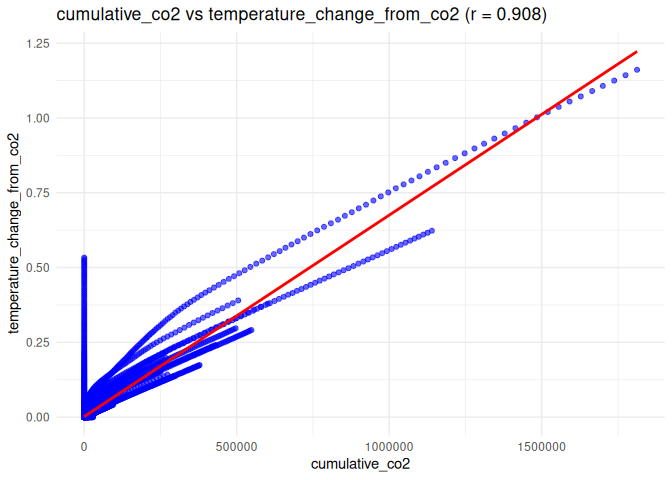 cumulative_co2 vs temperature_change_from_co2 (r = 0.908)
1.25
1.00
0.75
0.50
0.25
0.00
temperature_change_from_co2
0 500000 1000000 1500000
cumulative_co2